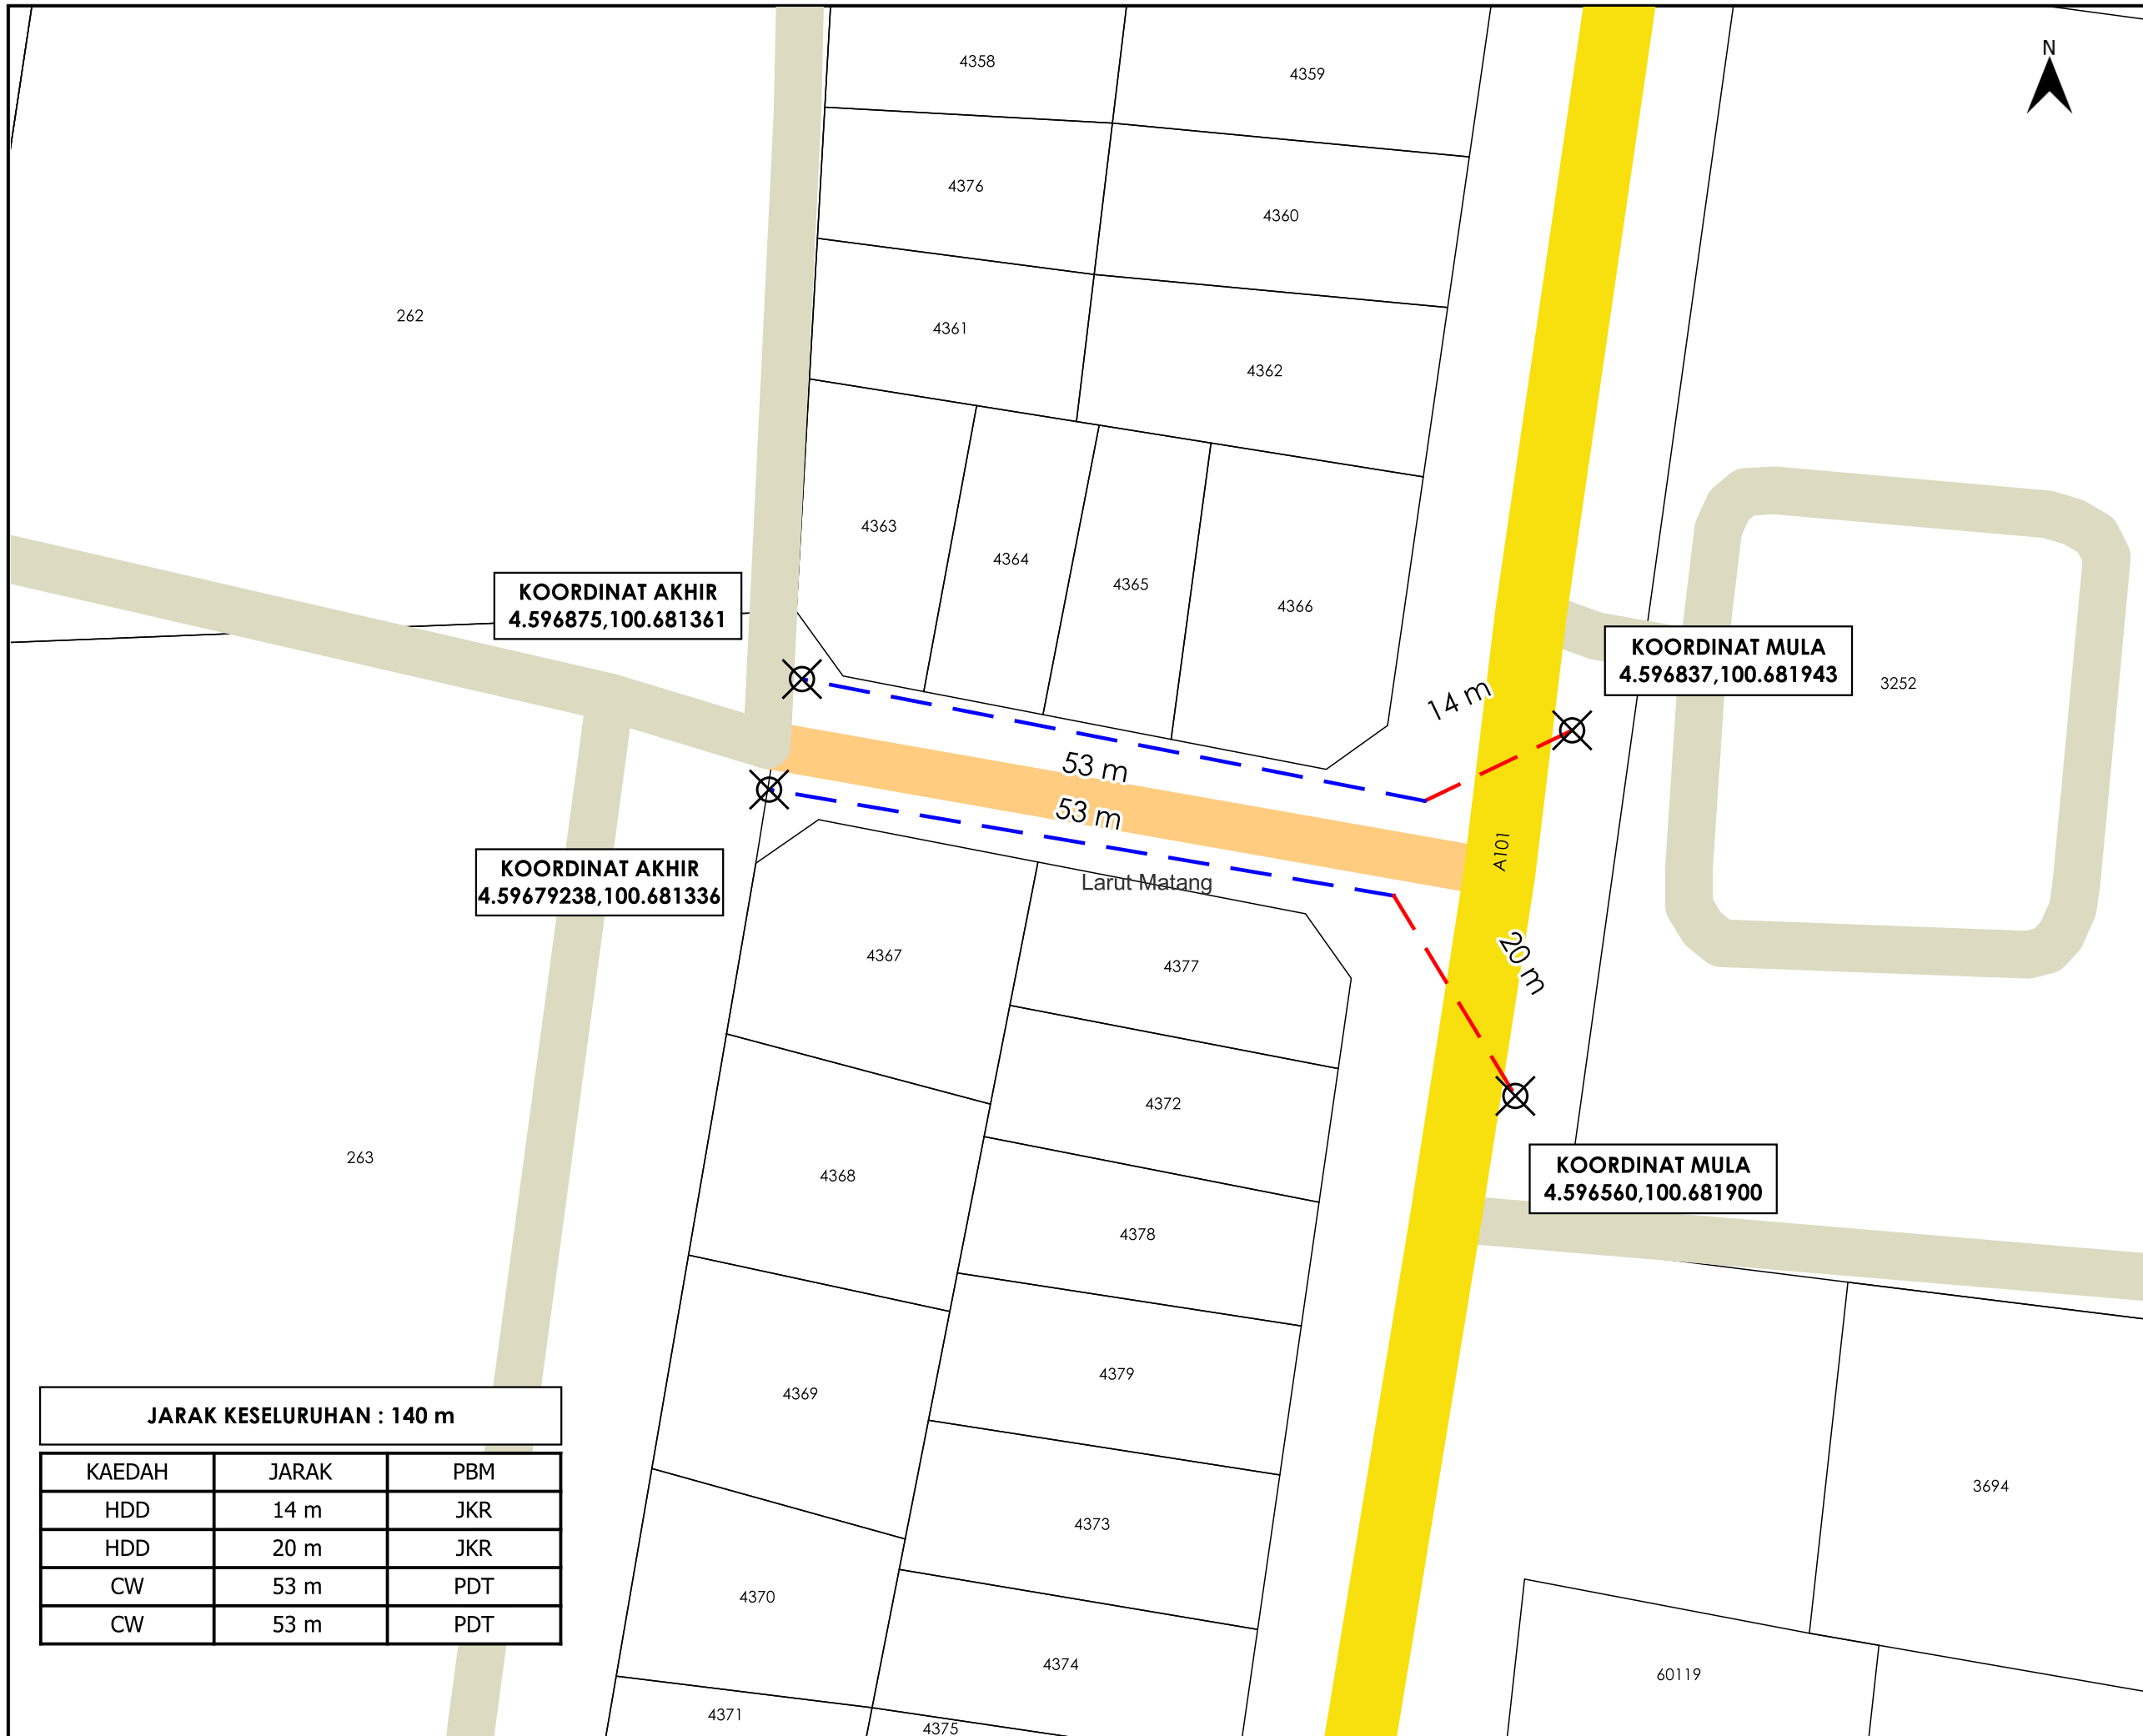 N
4358
4359
4376
4360
262
4361
4362
4363
4364
4365
4366
KOORDINAT AKHIR
4.596875,100.681361
KOORDINAT MULA
4.596837,100.681943
3252
14 m
53 m
53 m
A101
KOORDINAT AKHIR
4.59679238,100.681336
Larut Matang
20 m
4367
4377
4372
263
4368
KOORDINAT MULA
4.596560,100.681900
4378
4379
4369
JARAK KESELURUHAN : 140 m
KAEDAH JARAK PBM
HDD 14 m JKR
HDD 20 m JKR
CW 53 m PDT
CW 53 m PDT
3694
4373
4370
4374
60119
4371
4375